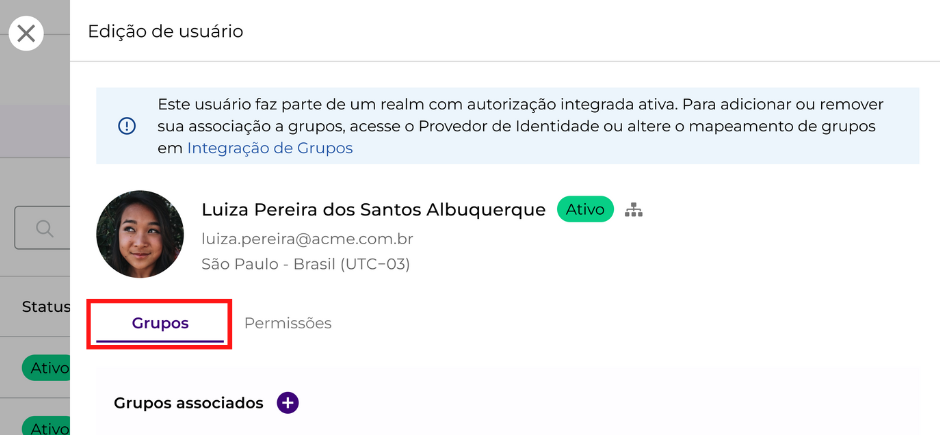 Edição de usuário
Este usuário faz parte de um realm com autorização integrada ativa. Para adicionar ou remover
sua associação a grupos, acesse o Provedor de Identidade ou altere o mapeamento de grupos
em Integração de Grupos
Luiza Pereira dos Santos Albuquerque Ativo
luiza.pereira@acme.com.br
São Paulo - Brasil (UTC-03)
Status
Grupos Permissões
Ativo
Grupos associados
Ativo